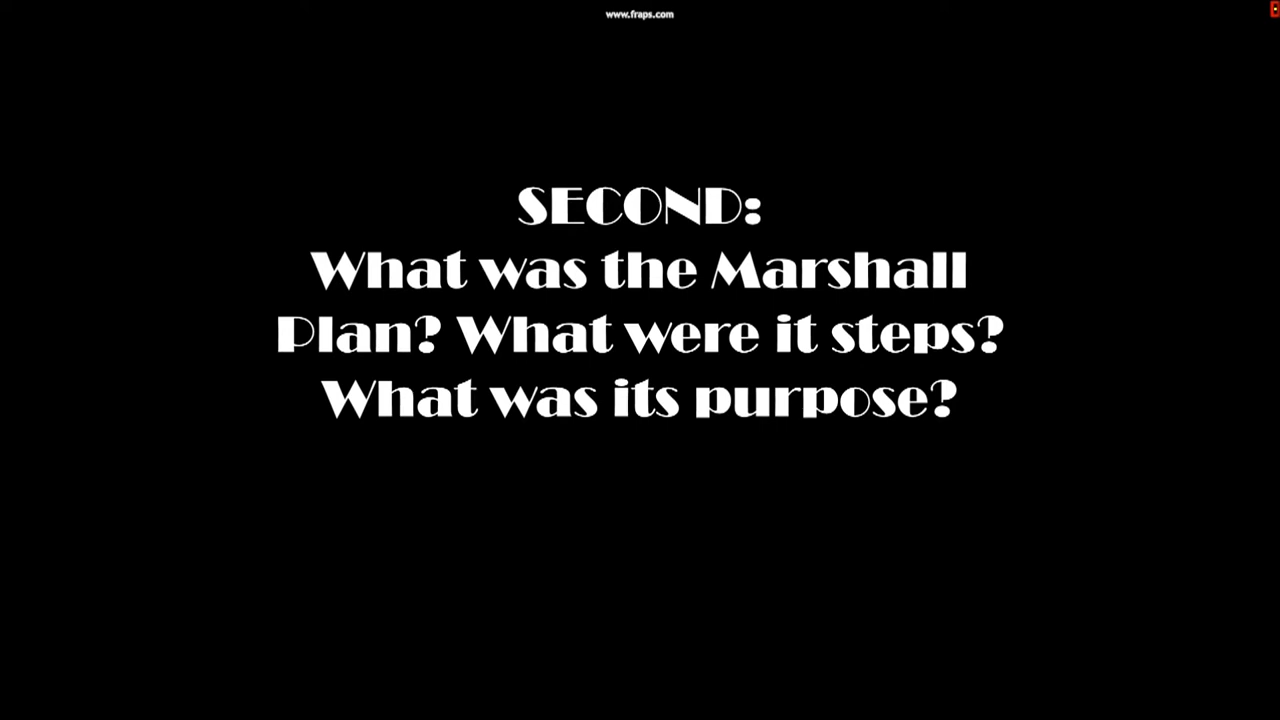 www.fraps.com
SECOND:
What was the Marshall
Plan? What were it steps?
What was its purpose?